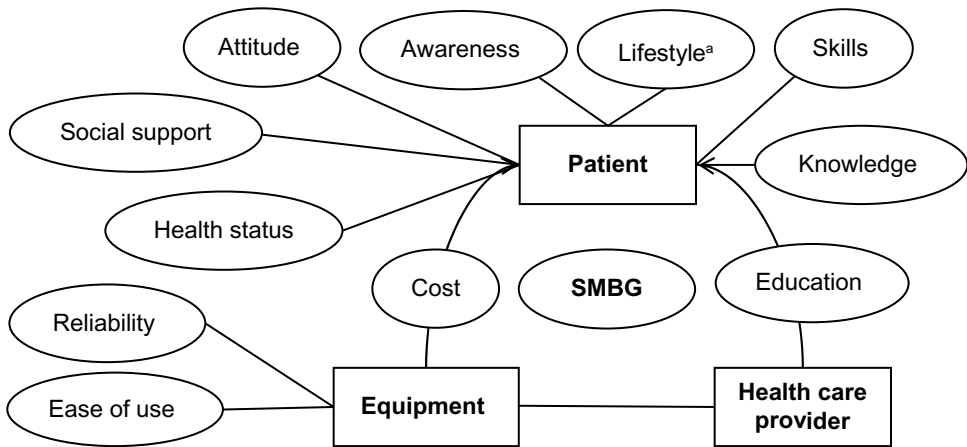 Attitude
Awareness
Lifestyleᵃ
Skills
Social support
Patient
Knowledge
Health status
Cost
SMBG
Education
Reliability
Ease of use
Equipment
Health care
provider